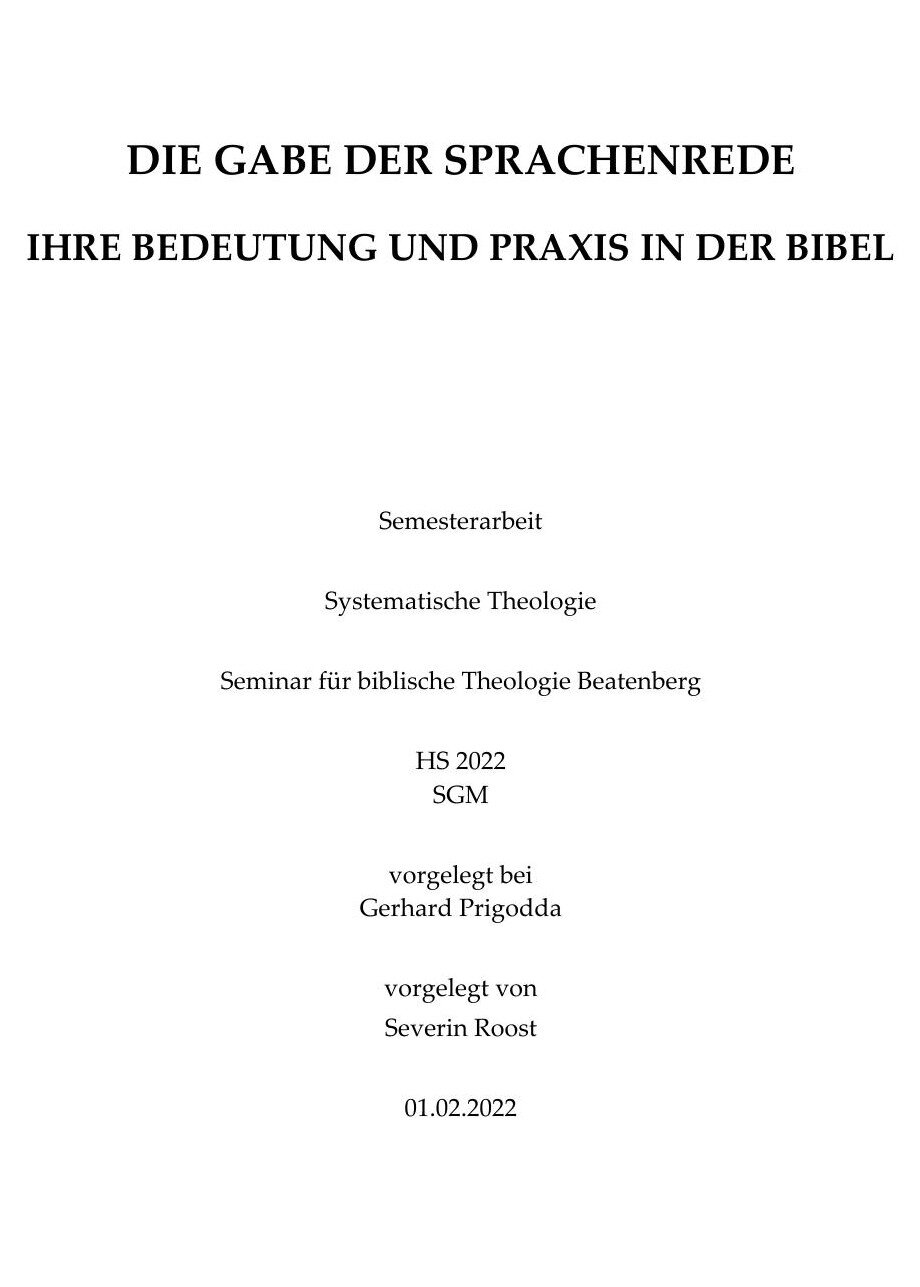 DIE GABE DER SPRACHENREDE
IHRE BEDEUTUNG UND PRAXIS IN DER BIBEL
Semesterarbeit
Systematische Theologie
Seminar für biblische Theologie Beatenberg
HS 2022
SGM
vorgelegt bei
Gerhard Prigodda
vorgelegt von
Severin Roost
01.02.2022